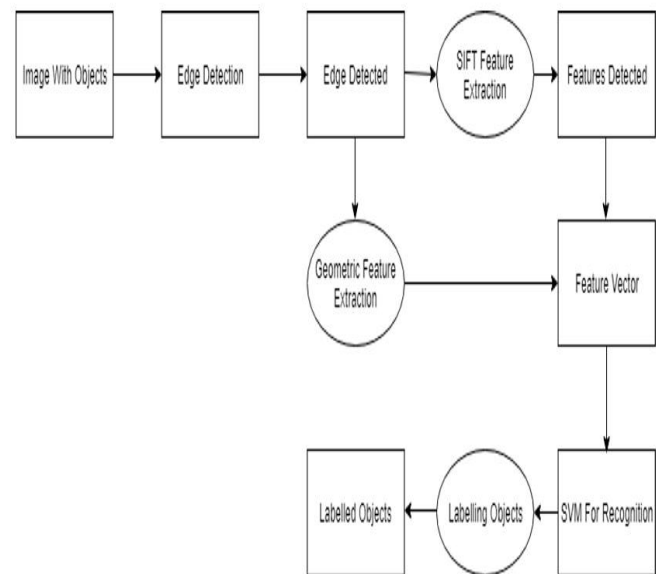 Image With Objects
Edge Detection
Edge Detected
SIFT Feature
Extraction
Features Detected
Geometric Feature
Extraction
Feature Vector
Labelled Objects
Labelling Objects
SVM For Recognition